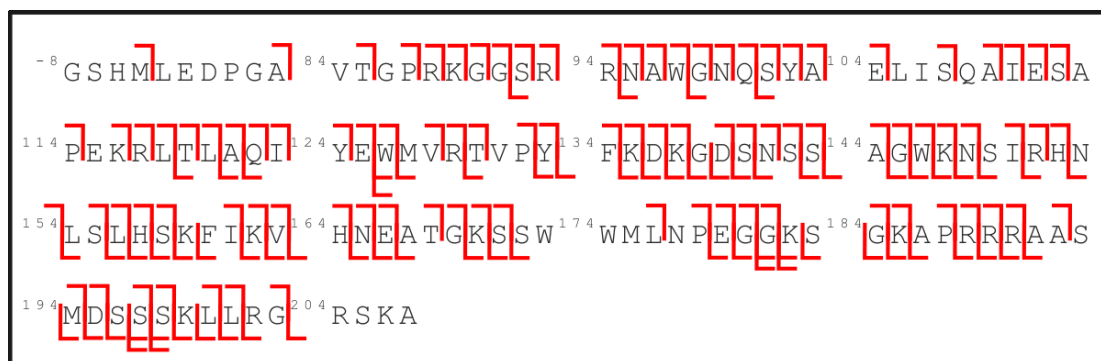 -8 GSHMLEDPGA 84 VTGPRKGGSR 94 RNAWGNQSYA 104 ELISQAIESA
114 PEKRLTLAQI 124 YEWMVRTVPY 134 FKDKGDSNSS 144 AGWKNSIRHN
154 LSLHSKFIKV 164 HNEATGKSSW 174 WMLNPEGGKS 184 GKAPRRRAAS
194 MDSSSKLLRG 204 RSKA